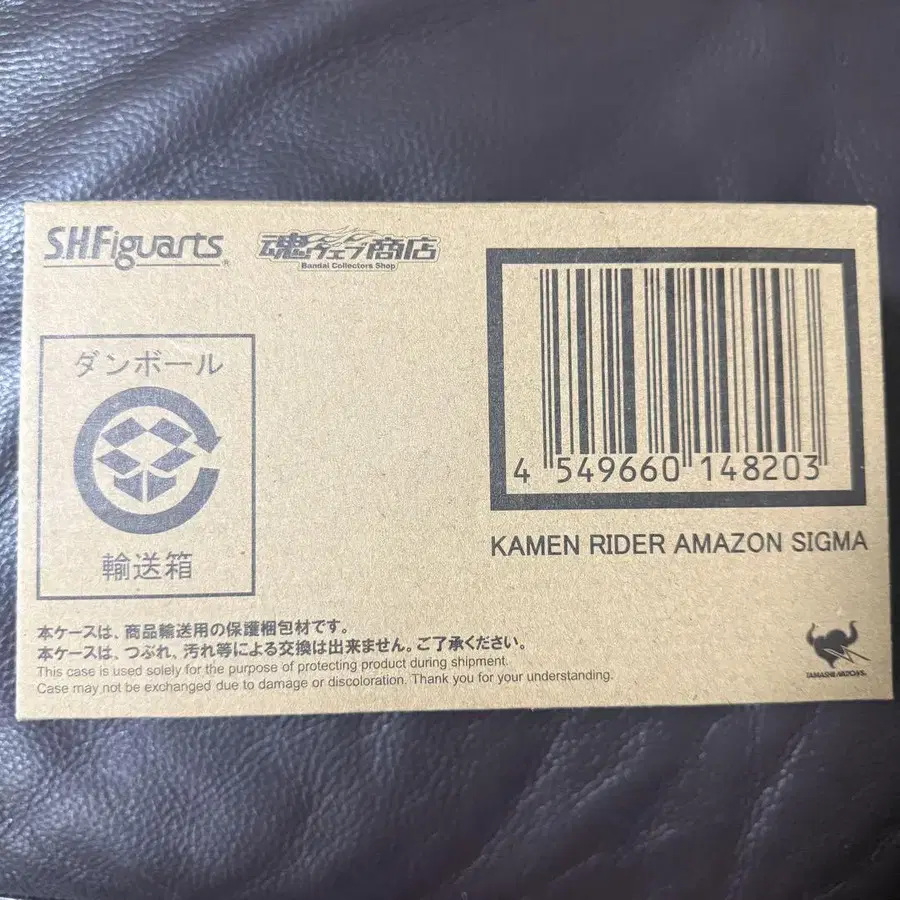 S.H.Figuarts
魂ウェブ商店
Bandai Collectors Shop
ダンボール
輸送箱
4 549660 148203
KAMEN RIDER AMAZON SIGMA
本ケースは、商品輸送用の保護梱包材です。
本ケースは、つぶれ、汚れ等による交換は出来ません。ご了承ください。
This case is used solely for the purpose of protecting product during shipment.
Case may not be exchanged due to damage or discoloration. Thank you for your understanding.
TAMASHII NATIONS